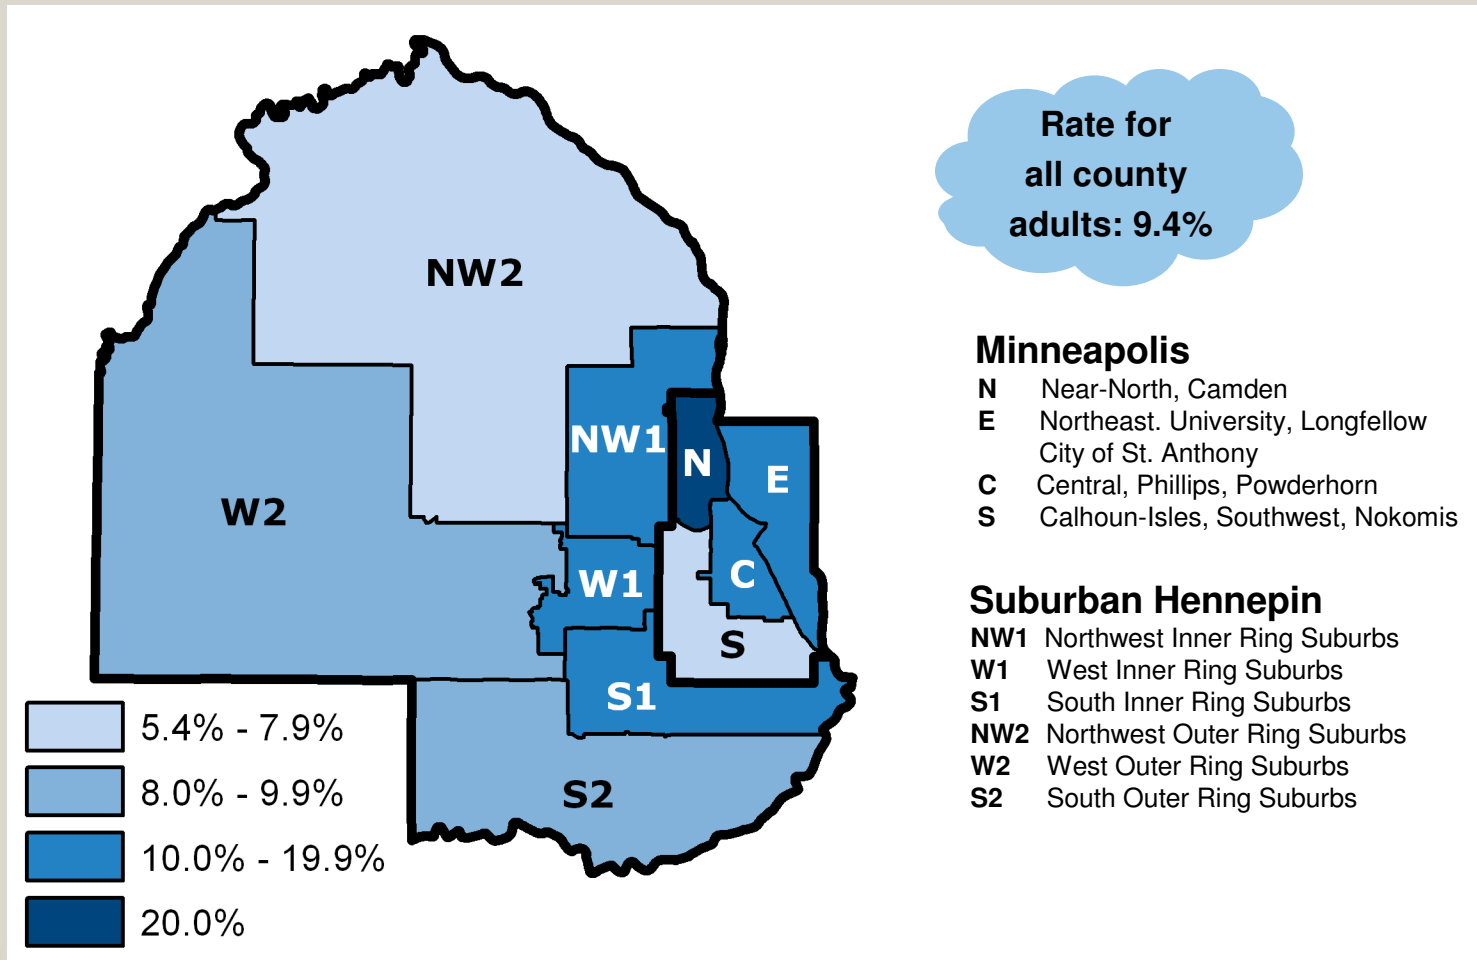 Rate for
all county
adults: 9.4%
NW2
NW1
N
E
W2
W1
C
S
S1
S2
5.4% - 7.9%
8.0% - 9.9%
10.0% - 19.9%
20.0%
Minneapolis
N Near-North, Camden
E Northeast. University, Longfellow
City of St. Anthony
C Central, Phillips, Powderhorn
S Calhoun-Isles, Southwest, Nokomis
Suburban Hennepin
NW1 Northwest Inner Ring Suburbs
W1 West Inner Ring Suburbs
S1 South Inner Ring Suburbs
NW2 Northwest Outer Ring Suburbs
W2 West Outer Ring Suburbs
S2 South Outer Ring Suburbs